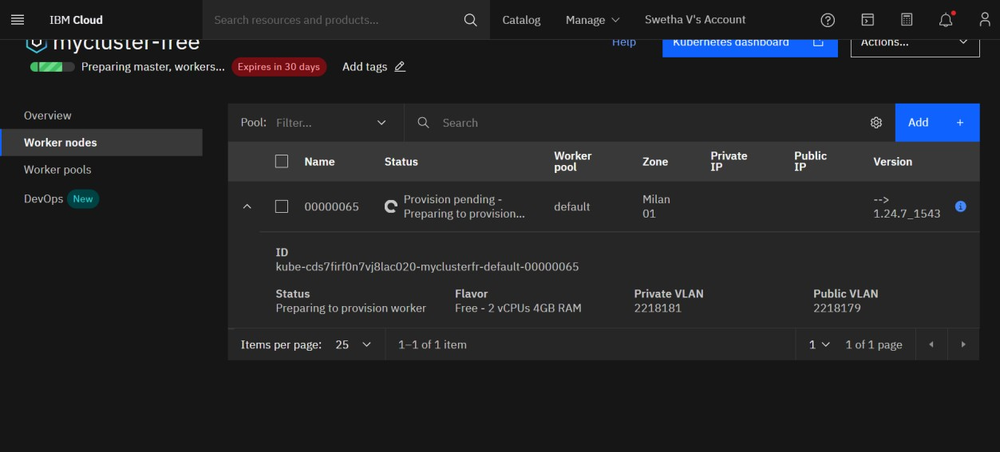 IBM Cloud
Search resources and products...
Catalog
Manage
Swetha V's Account
mycluster-free
Help
Kubernetes dashboard
Actions...
Preparing master, workers...
Expires in 30 days
Add tags
Overview
Worker nodes
Worker pools
DevOps New
Pool: Filter...
Search
Add +
Name
Status
Worker
pool
Zone
Private
IP
Public
IP
Version
00000065
Provision pending -
Preparing to provision...
default
Milan
01
-->
1.24.7_1543
ID
kube-cds7firf0n7vj8lac020-myclusterfr-default-00000065
Status
Preparing to provision worker
Flavor
Free - 2 vCPUs 4GB RAM
Private VLAN
2218181
Public VLAN
2218179
Items per page: 25
1–1 of 1 item
1
1 of 1 page